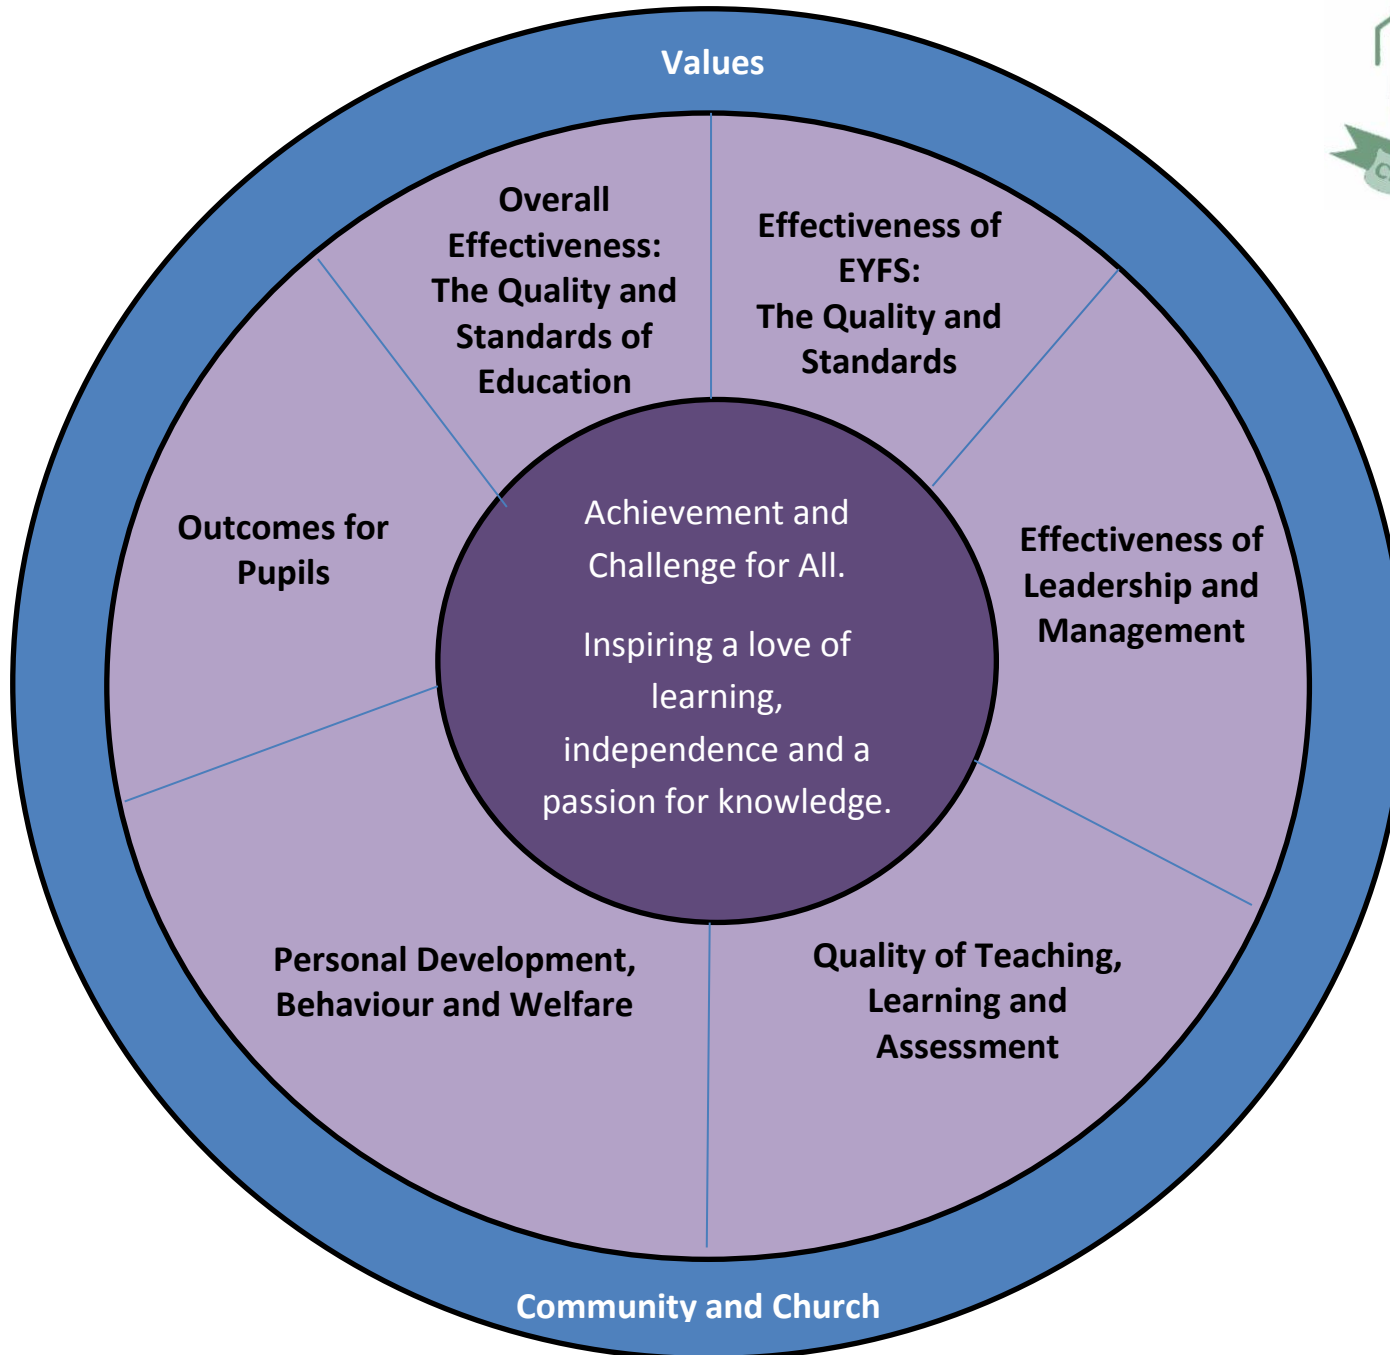 Values
Overall
Effectiveness:
The Quality and
Standards of
Education
Effectiveness of
EYFS:
The Quality and
Standards
Outcomes for
Pupils
Achievement and
Challenge for All.
Inspiring a love of
learning,
independence and a
passion for knowledge.
Effectiveness of
Leadership and
Management
Personal Development,
Behaviour and Welfare
Quality of Teaching,
Learning and
Assessment
Community and Church